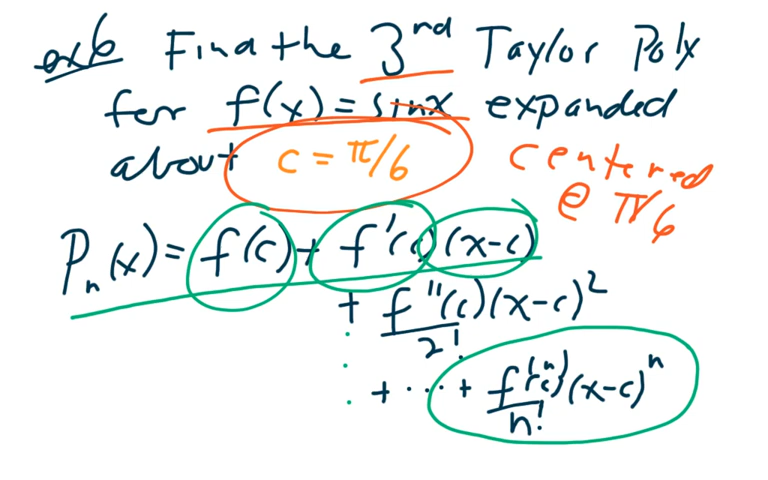 ex6 Find the 3rd Taylor Poly
for f(x) = sinx expanded
about c = π/6 centered
@ π/6
Pₙ(x) = f(c) + f'(c)(x-c)
+ f''(c)(x-c)²/2!
+ ··· + f⁽ⁿ⁾(c)(x-c)ⁿ/n!